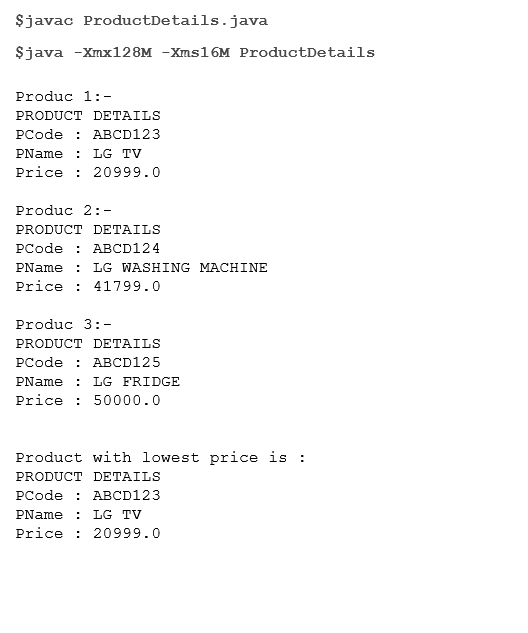 $javac ProductDetails.java
$java -Xmx128M -Xms16M ProductDetails
Produc 1:-
PRODUCT DETAILS
PCode : ABCD123
PName : LG TV
Price : 20999.0
Produc 2:-
PRODUCT DETAILS
PCode : ABCD124
PName : LG WASHING MACHINE
Price : 41799.0
Produc 3:-
PRODUCT DETAILS
PCode : ABCD125
PName : LG FRIDGE
Price : 50000.0
Product with lowest price is :
PRODUCT DETAILS
PCode : ABCD123
PName : LG TV
Price : 20999.0